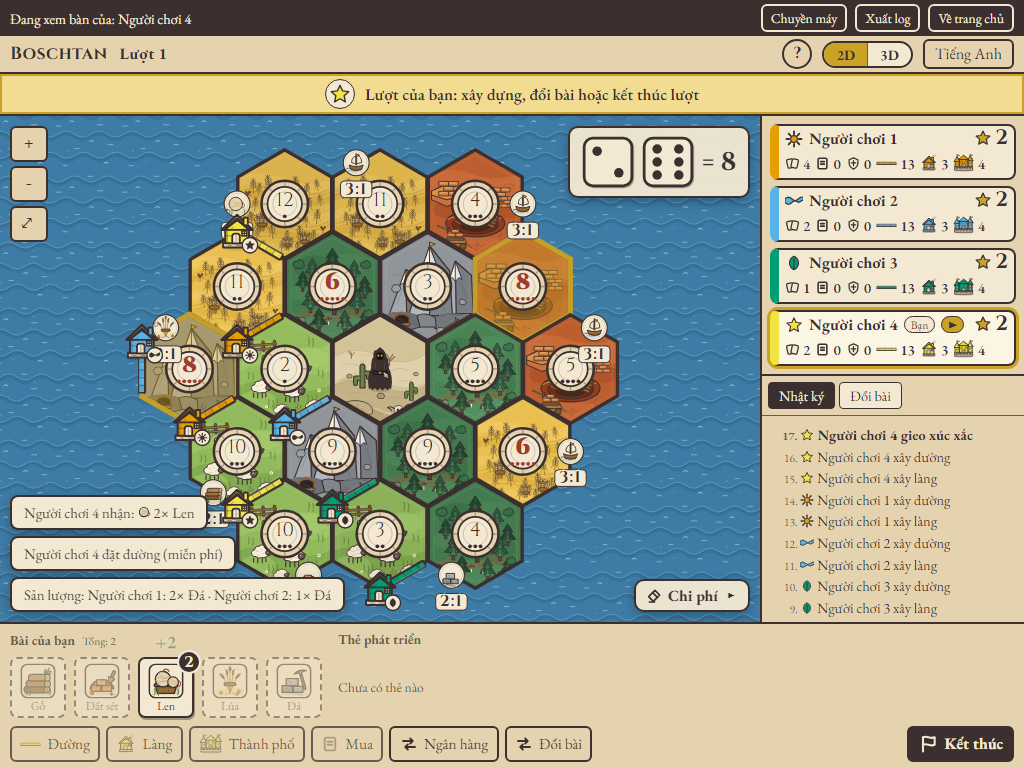 Đang xem bàn của: Người chơi 4
Chuyền máy
Xuất log
Về trang chủ
BOSCHTAN Lượt 1
?
2D 3D
Tiếng Anh
Lượt của bạn: xây dựng, đổi bài hoặc kết thúc lượt
+
-
= 8
12
3:1
11
4
3:1
11
6
3
8
:1
8
2
5
3:1
5
10
9
9
6
3:1
2:1
10
3
4
2:1
Người chơi 4 nhận: 2× Len
Người chơi 4 đặt đường (miễn phí)
Sản lượng: Người chơi 1: 2× Đá · Người chơi 2: 1× Đá
Chi phí
Người chơi 1 2
4 0 0 13 3 4
Người chơi 2 2
2 0 0 13 3 4
Người chơi 3 2
1 0 0 13 3 4
Người chơi 4 Bạn 2
2 0 0 13 3 4
Nhật ký
Đổi bài
17. Người chơi 4 gieo xúc xắc
16. Người chơi 4 xây đường
15. Người chơi 4 xây làng
14. Người chơi 1 xây đường
13. Người chơi 1 xây làng
12. Người chơi 2 xây đường
11. Người chơi 2 xây làng
10. Người chơi 3 xây đường
9. Người chơi 3 xây làng
Bài của bạn Tổng: 2 +2
2
Gỗ
Đất sét
Len
Lúa
Đá
Thẻ phát triển
Chưa có thẻ nào
Đường
Làng
Thành phố
Mua
Ngân hàng
Đổi bài
Kết thúc